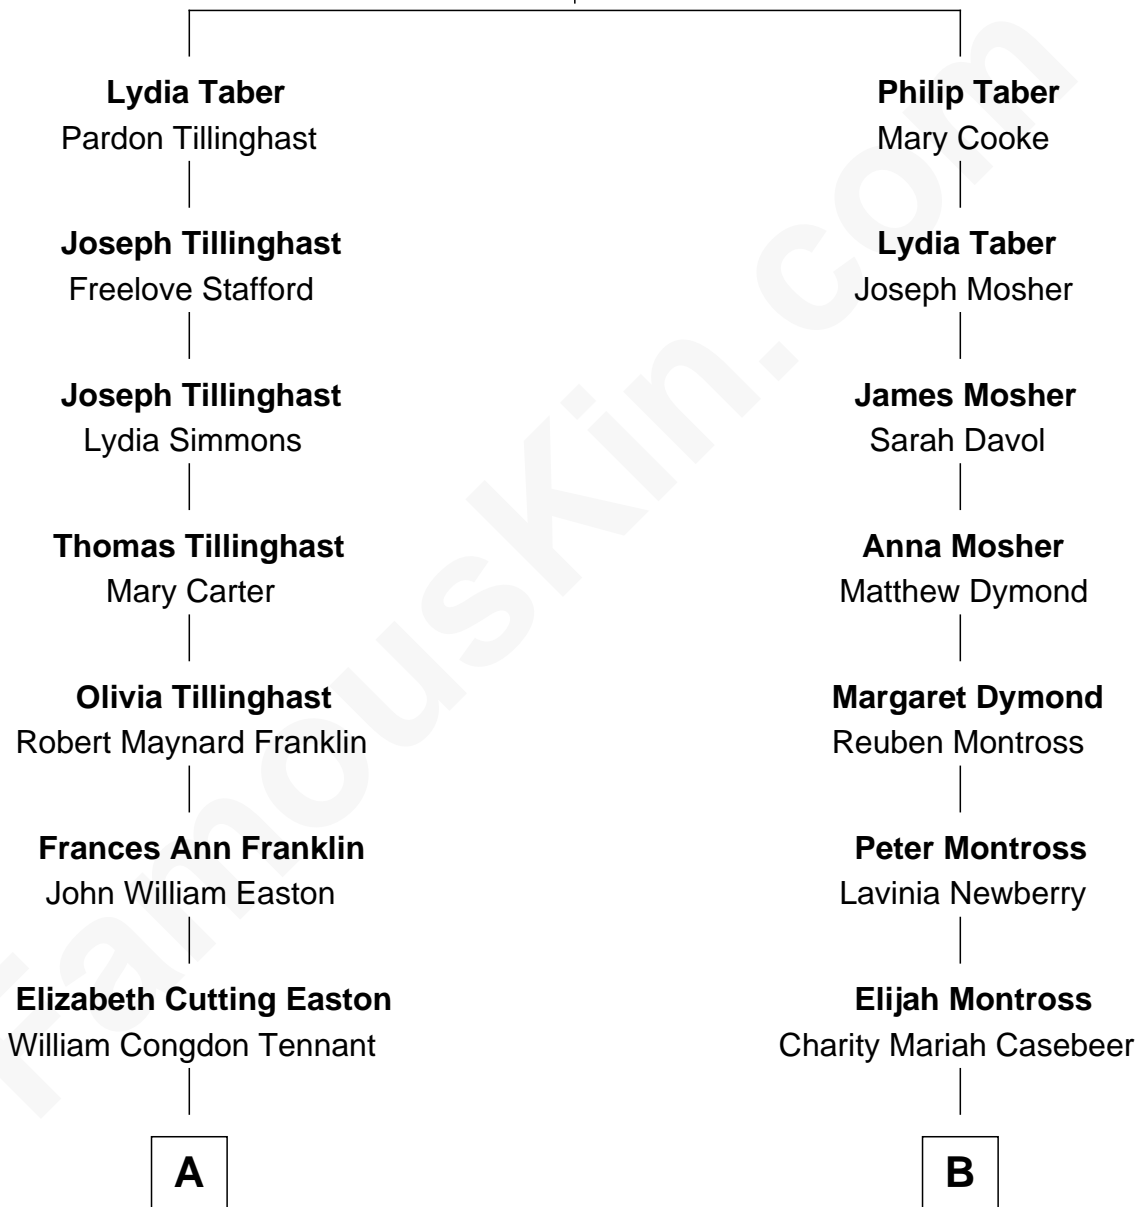 Lydia Taber
Pardon Tillinghast
Joseph Tillinghast
Freelove Stafford
Joseph Tillinghast
Lydia Simmons
Thomas Tillinghast
Mary Carter
Olivia Tillinghast
Robert Maynard Franklin
Frances Ann Franklin
John William Easton
Elizabeth Cutting Easton
William Congdon Tennant
A
Philip Taber
Mary Cooke
Lydia Taber
Joseph Mosher
James Mosher
Sarah Davol
Anna Mosher
Matthew Dymond
Margaret Dymond
Reuben Montross
Peter Montross
Lavinia Newberry
Elijah Montross
Charity Mariah Casebeer
B
FamousKin.com